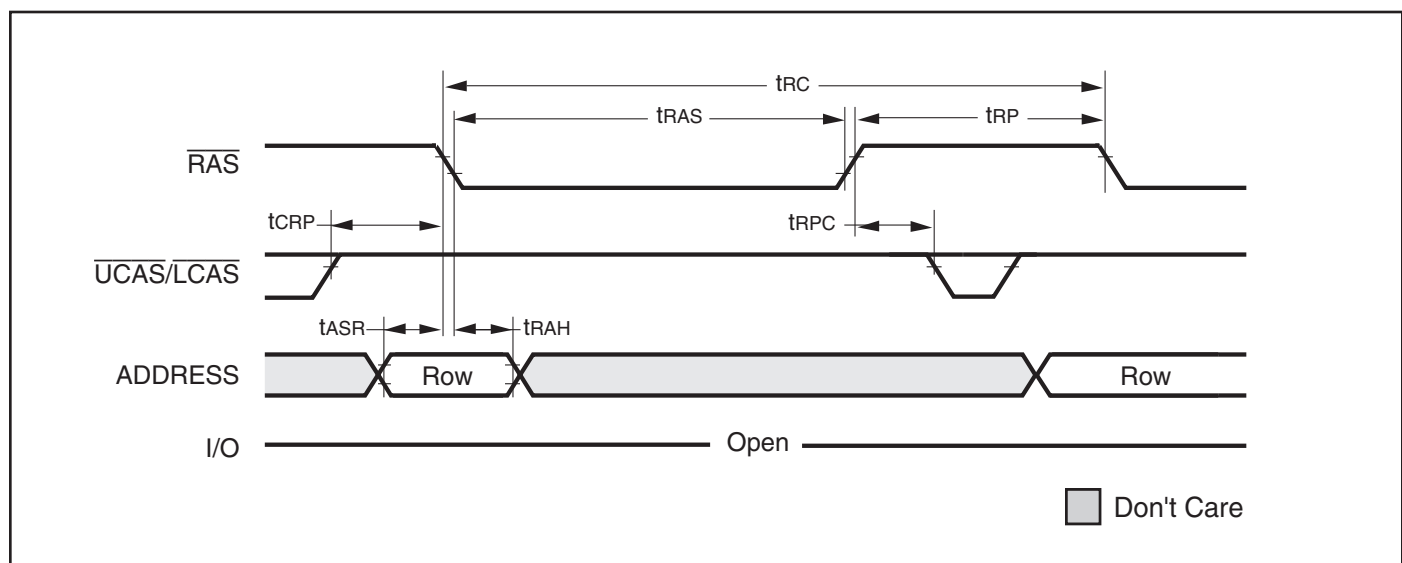 tRC
tRAS
tRP
RAS
tCRP
tRPC
UCAS/LCAS
tASR
tRAH
ADDRESS
Row
Row
I/O
Open
Don't Care